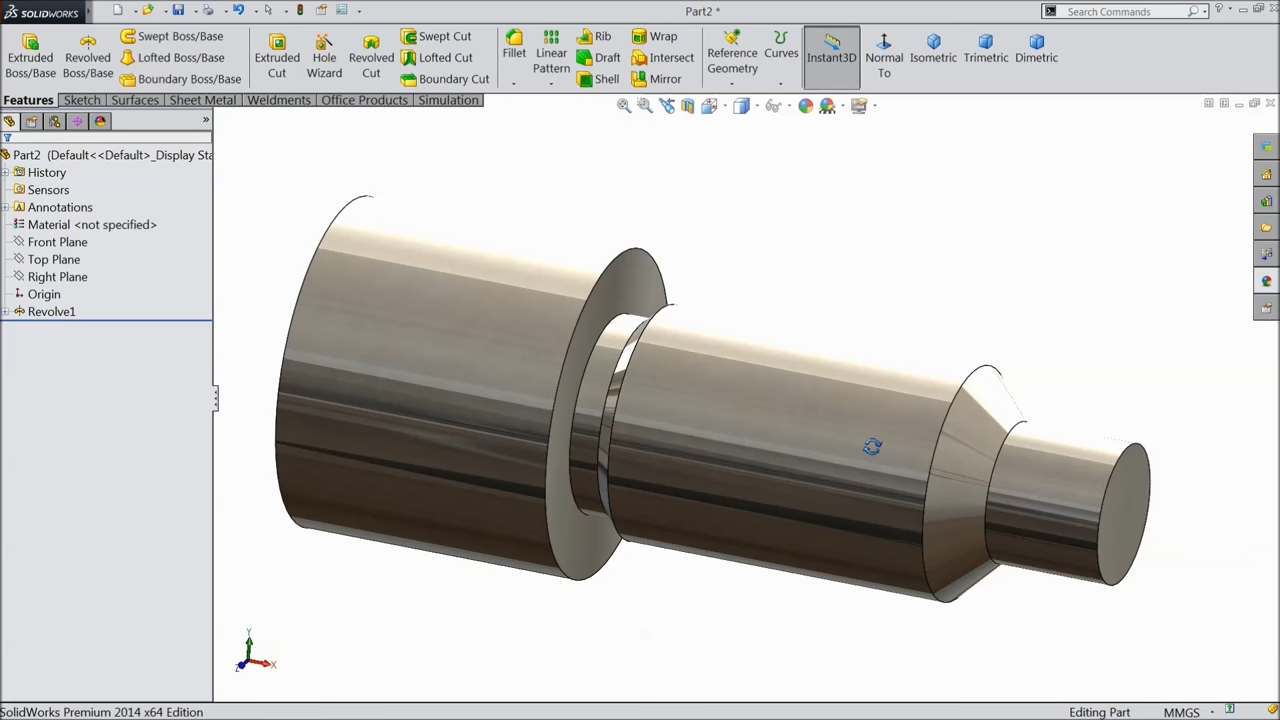 SOLIDWORKS
Part2 *
Search Commands
Extruded Boss/Base
Revolved Boss/Base
Swept Boss/Base
Lofted Boss/Base
Boundary Boss/Base
Extruded Cut
Hole Wizard
Revolved Cut
Swept Cut
Lofted Cut
Boundary Cut
Fillet
Linear Pattern
Rib
Draft
Shell
Wrap
Intersect
Mirror
Reference Geometry
Curves
Instant3D
Normal To
Isometric
Trimetric
Dimetric
Features Sketch Surfaces Sheet Metal Weldments Office Products Simulation
Part2 (Default<<Default>_Display Sta
History
Sensors
Annotations
Material <not specified>
Front Plane
Top Plane
Right Plane
Origin
Revolve1
Y
Z X
SolidWorks Premium 2014 x64 Edition
Editing Part MMGS